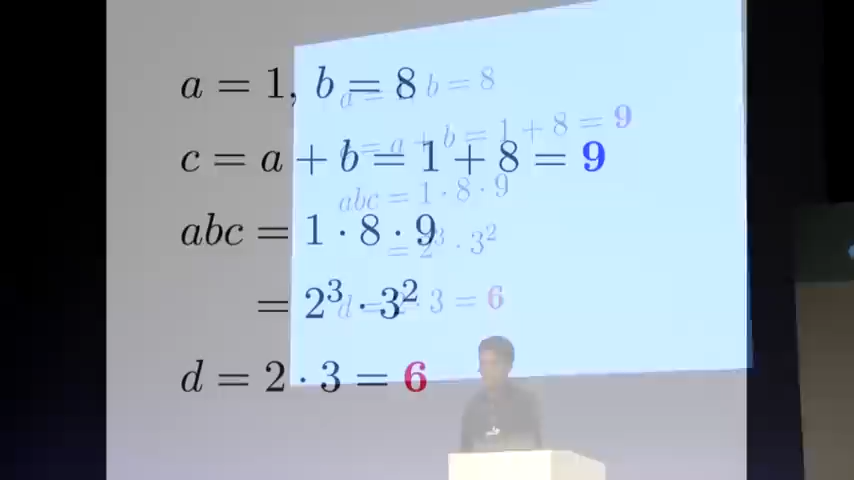 a = 1, b = 8
c = a + b = 1 + 8 = 9
abc = 1 · 8 · 9
= 2³ · 3²
d = 2 · 3 = 6